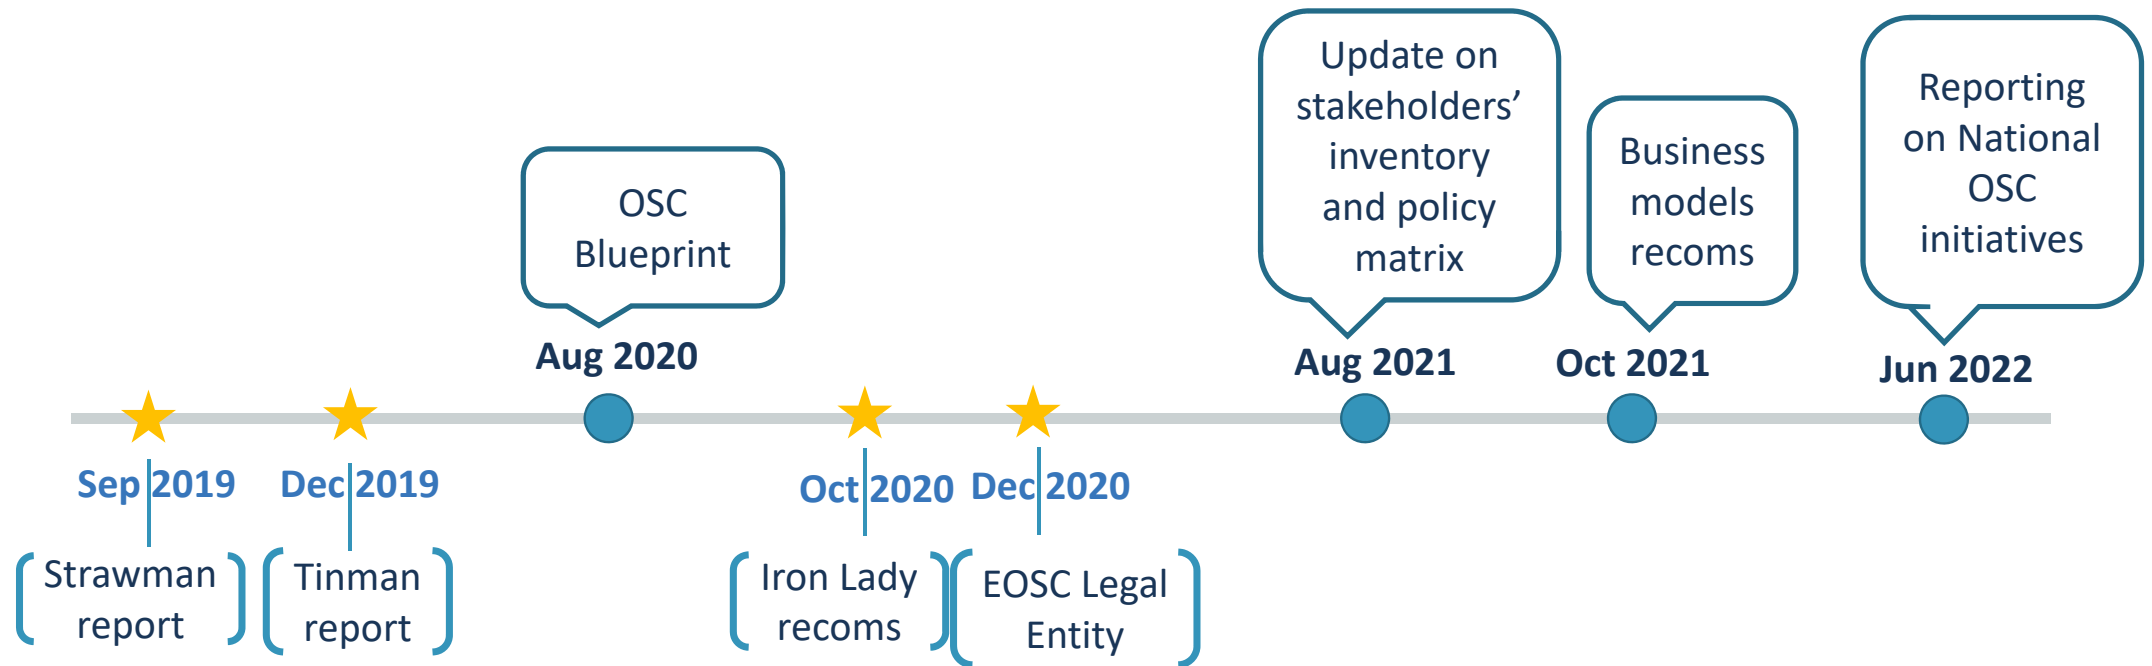 OSC
Blueprint
Aug 2020
Update on
stakeholders’
inventory
and policy
matrix
Aug 2021
Business
models
recoms
Oct 2021
Reporting
on National
OSC
initiatives
Jun 2022
Sep 2019
Strawman
report
Dec 2019
Tinman
report
Oct 2020
Iron Lady
recoms
Dec 2020
EOSC Legal
Entity